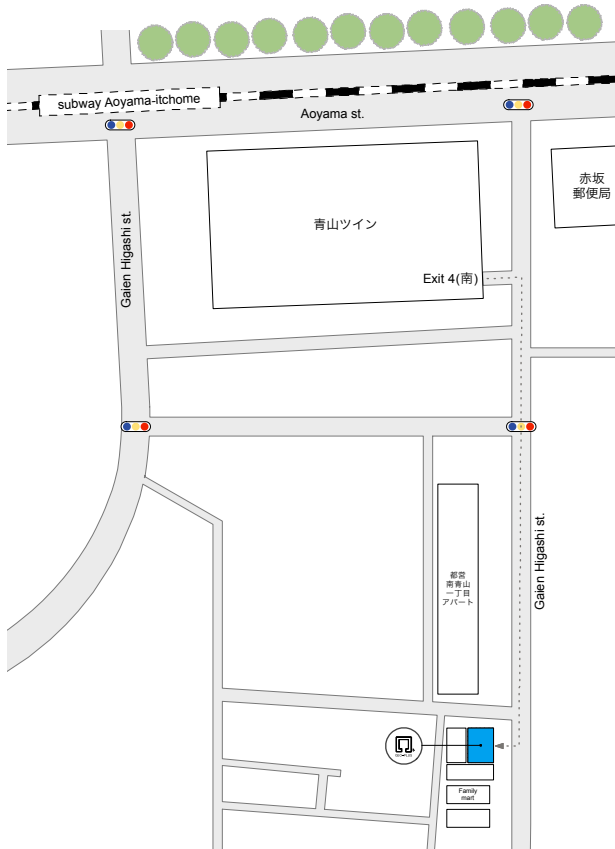 subway Aoyama-itchome
Aoyama st.
赤坂
郵便局
青山ツイン
Gaien Higashi st.
Exit 4(南)
Gaien Higashi st.
都営
南青山
一丁目
アパート
Family
mart